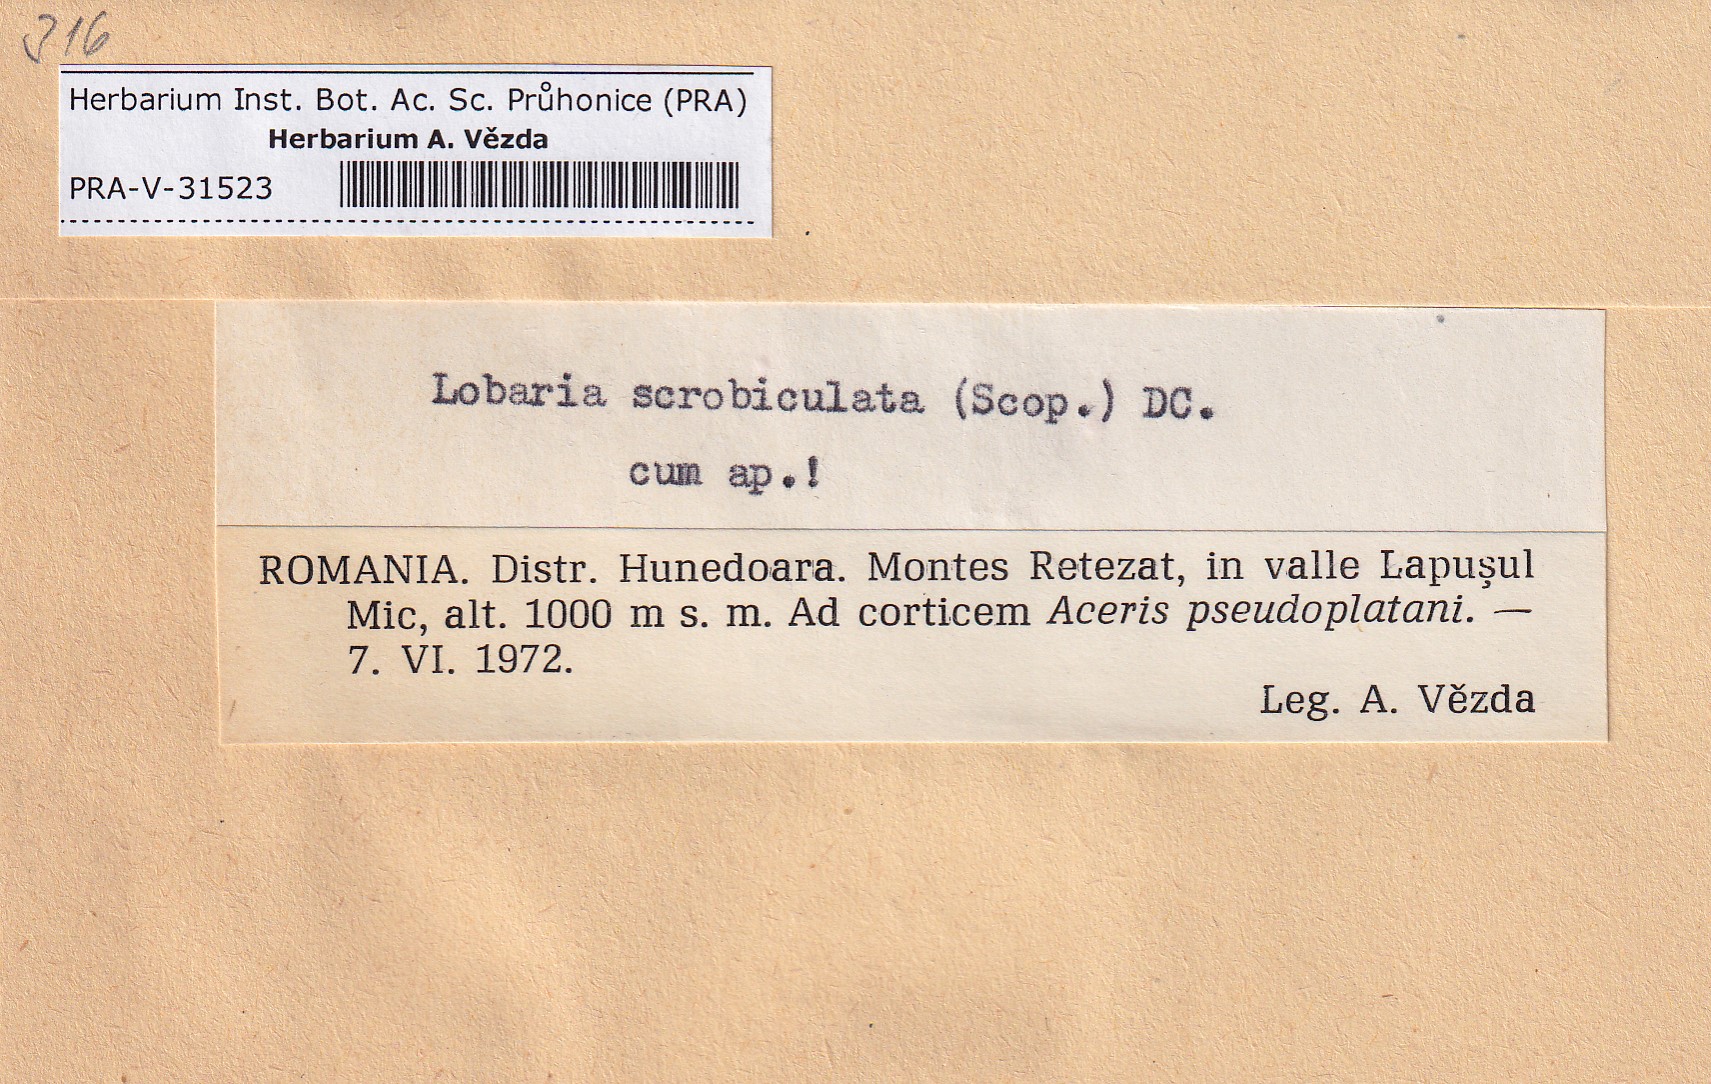 316
Herbarium Inst. Bot. Ac. Sc. Průhonice (PRA)
Herbarium A. Vězda
PRA-V-31523
Lobaria scrobiculata (Scop.) DC.
cum ap.!
ROMANIA. Distr. Hunedoara. Montes Retezat, in valle Lapuşul
Mic, alt. 1000 m s. m. Ad corticem Aceris pseudoplatani. —
7. VI. 1972.
Leg. A. Vězda